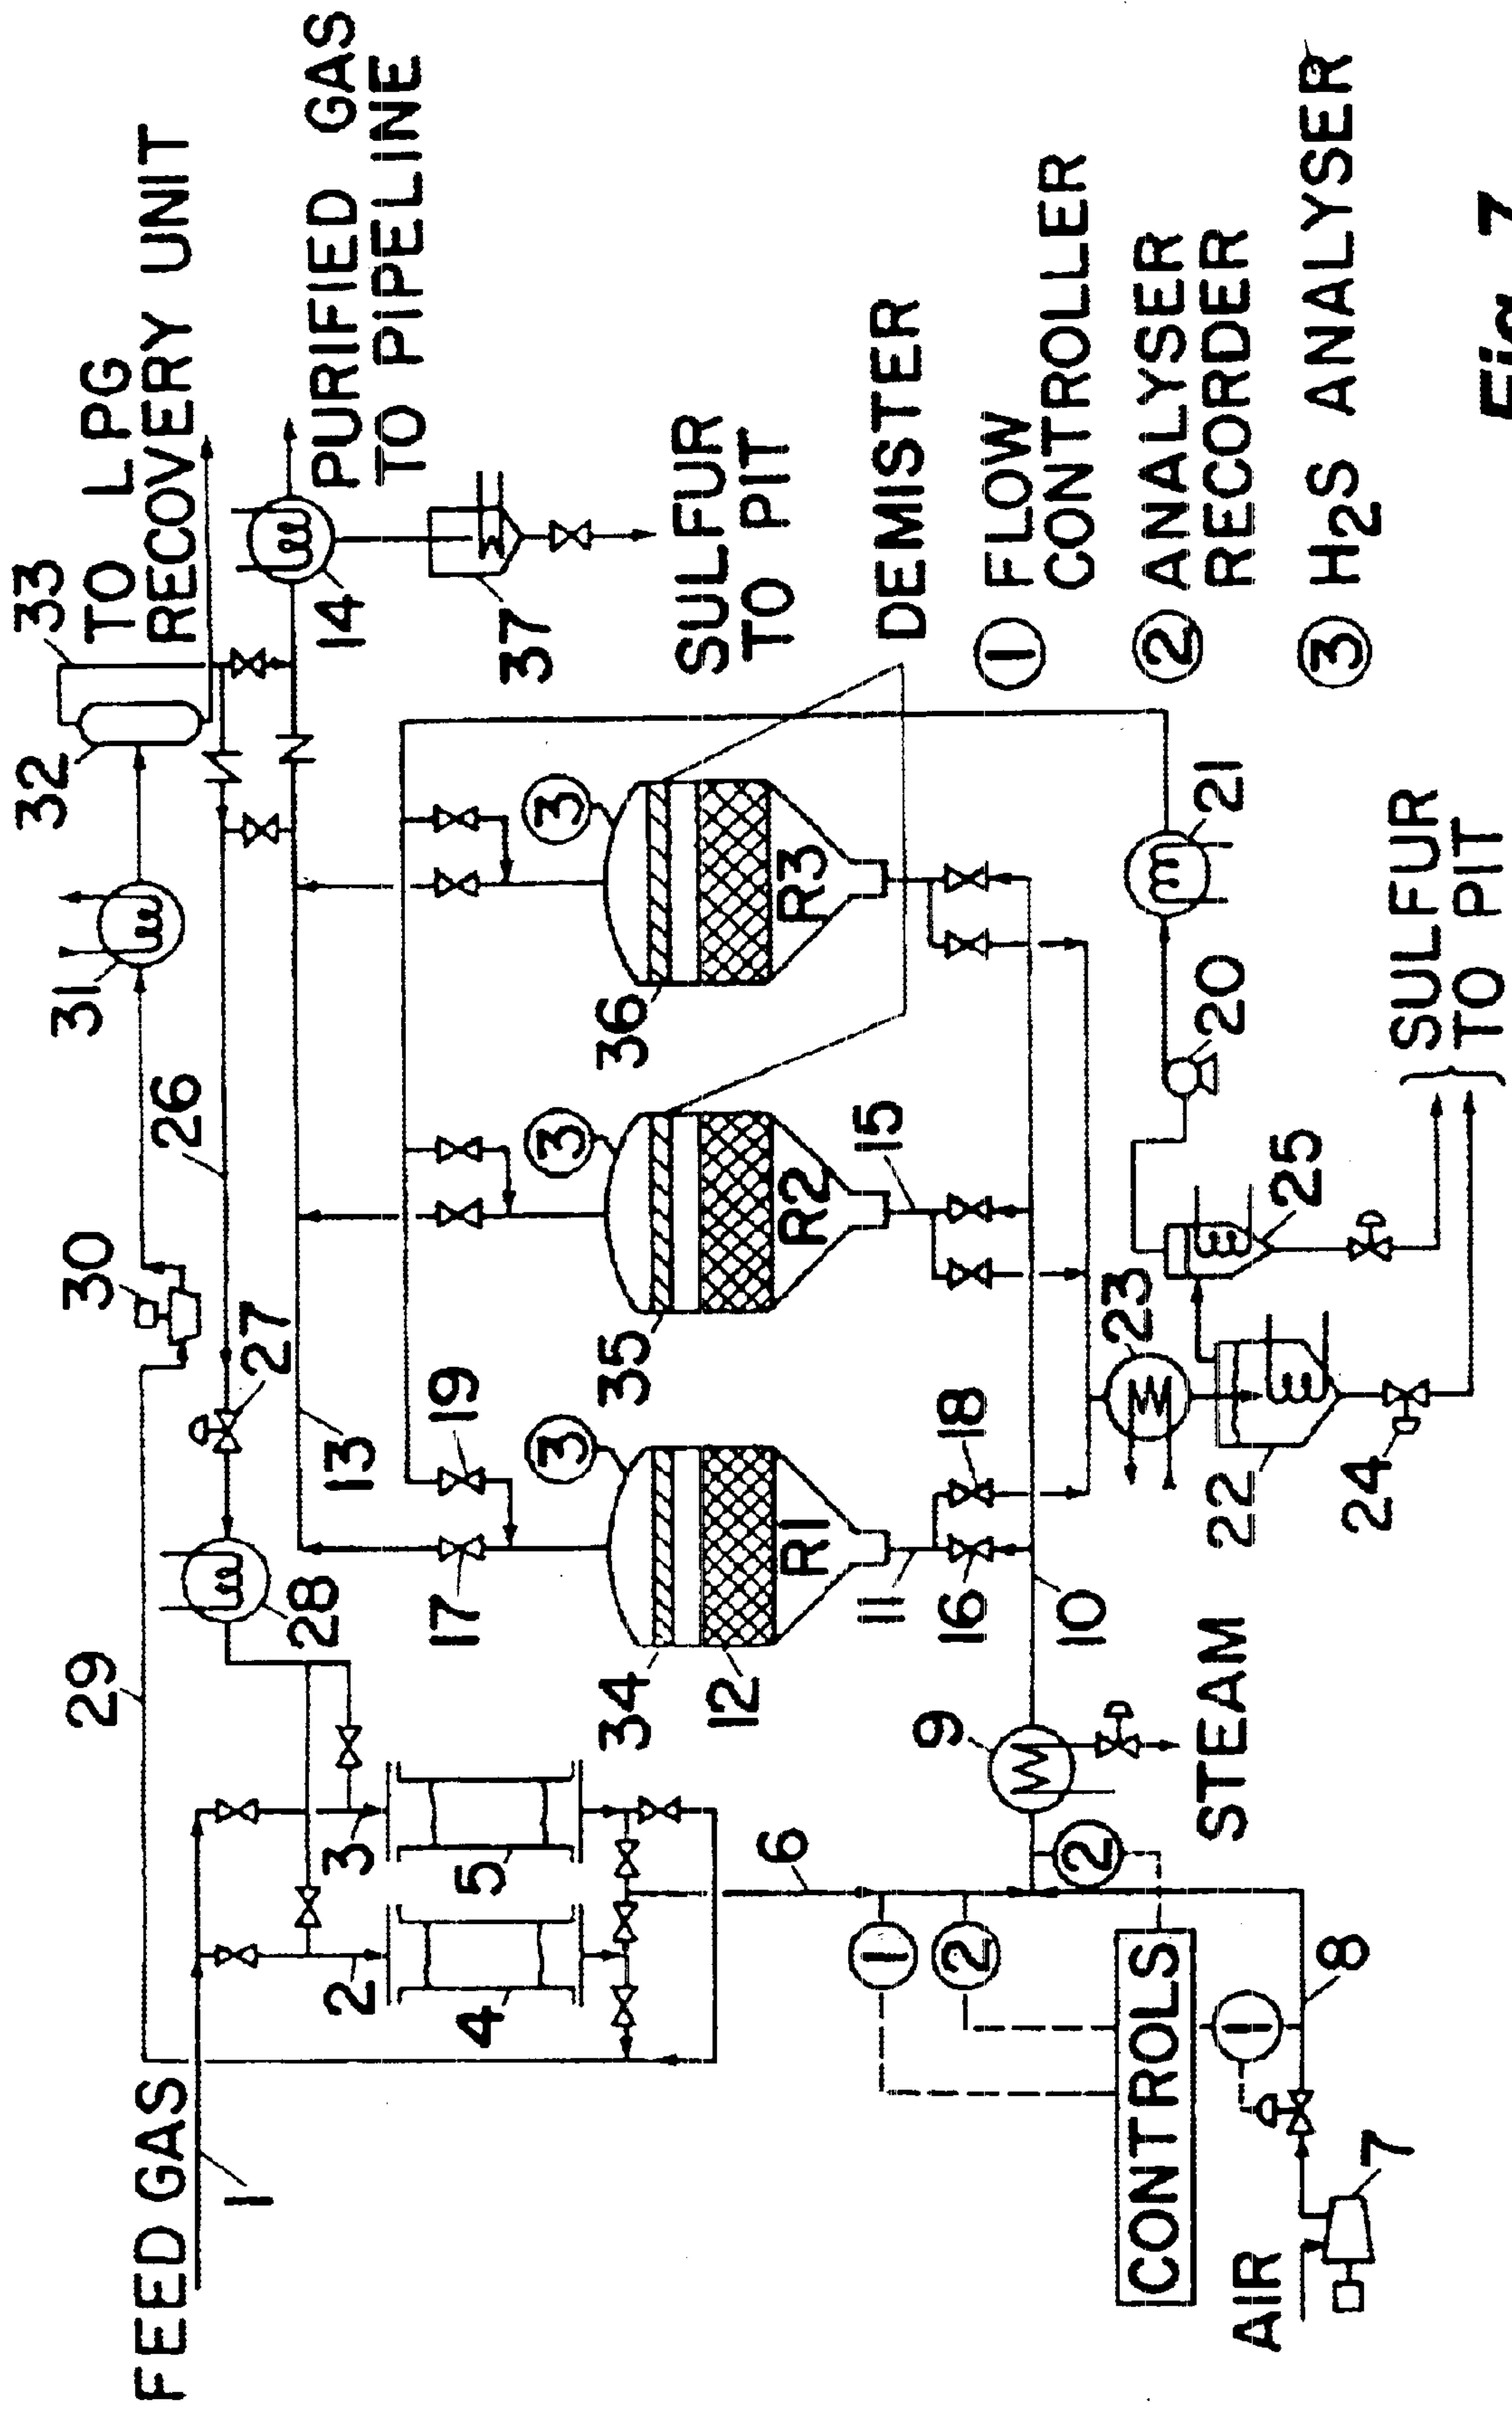 33
32
31
30
29
TO LPG
RECOVERY UNIT
FEED GAS
26
1
27
28
14
PURIFIED GAS
TO PIPELINE
13
2
3
17
19
4
5
37
3
3
3
34
35
36
SULFUR
TO PIT
12
R1
R2
R3
6
11
15
DEMISTER
1
9
16
18
2
1 FLOW
CONTROLLER
10
2
23
CONTROLS
2 ANALYSER
RECORDER
STEAM
22
20
21
1
AIR
25
3 H2S ANALYSER
8
24
7
SULFUR
TO PIT
Fig. 7